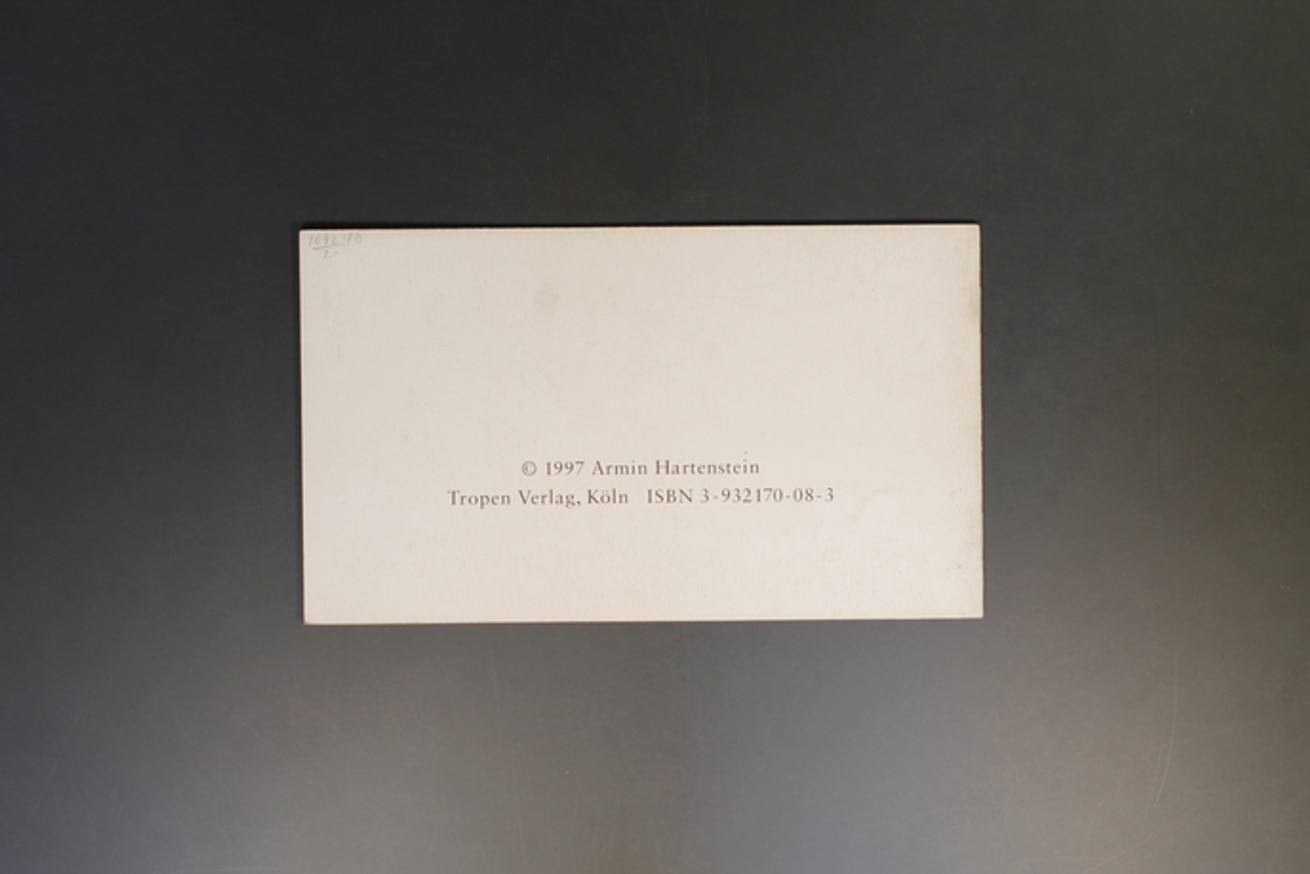 © 1997 Armin Hartenstein
Tropen Verlag, Köln ISBN 3-932170-08-3